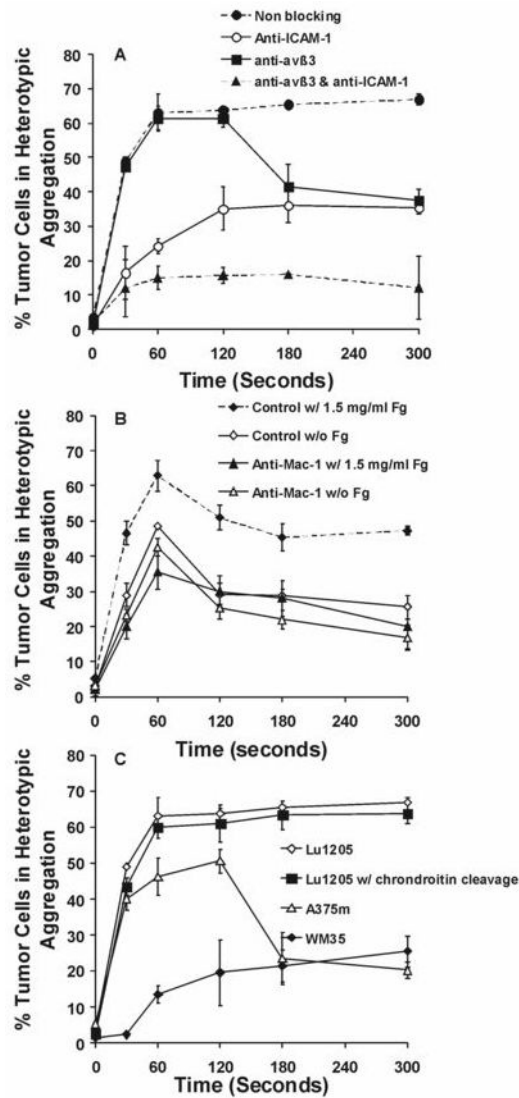 A
Non blocking
Anti-ICAM-1
anti-avß3
anti-avß3 & anti-ICAM-1
% Tumor Cells in Heterotypic
Aggregation
80
70
60
50
40
30
20
10
0
0 60 120 180 240 300
Time (Seconds)
B
Control w/ 1.5 mg/ml Fg
Control w/o Fg
Anti-Mac-1 w/ 1.5 mg/ml Fg
Anti-Mac-1 w/o Fg
% Tumor Cells in Heterotypic
Aggregation
80
70
60
50
40
30
20
10
0
0 60 120 180 240 300
Time (seconds)
C
Lu1205
Lu1205 w/ chrondroitin cleavage
A375m
WM35
% Tumor Cells in Heterotypic
Aggregation
80
70
60
50
40
30
20
10
0
0 60 120 180 240 300
Time (Seconds)